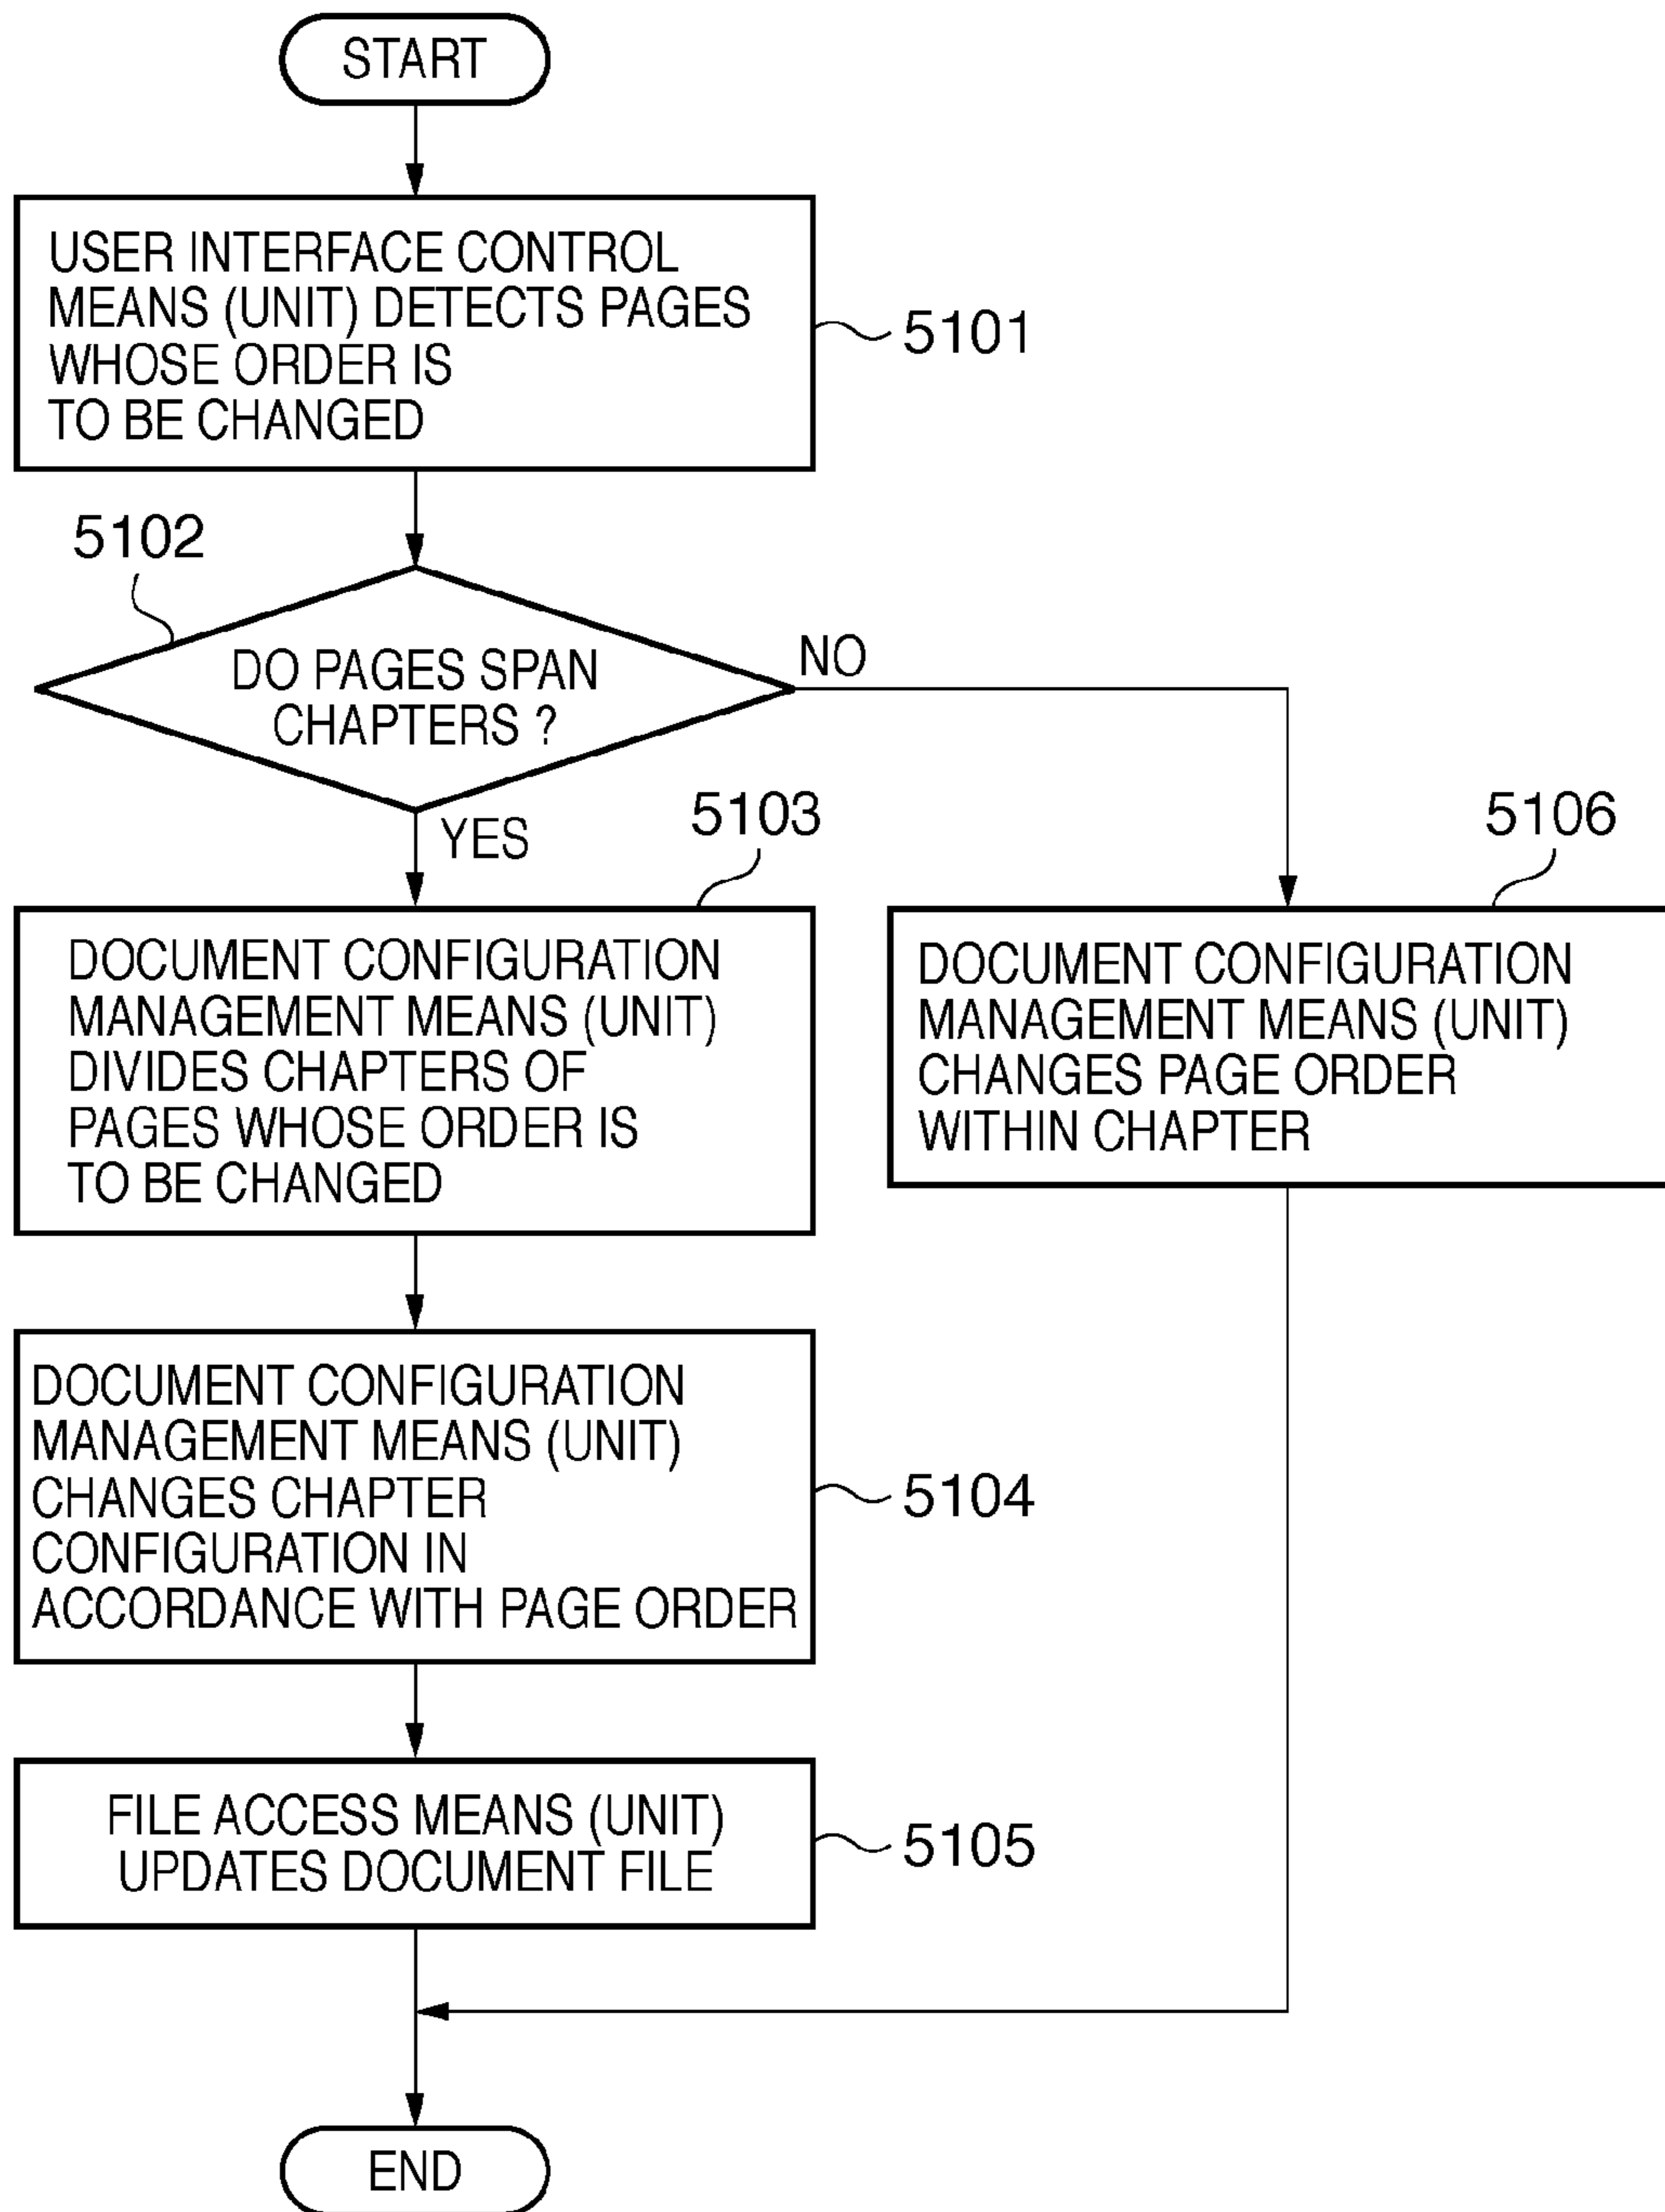 START
USER INTERFACE CONTROL
MEANS (UNIT) DETECTS PAGES
WHOSE ORDER IS
TO BE CHANGED
5101
5102
DO PAGES SPAN
CHAPTERS ?
NO
YES
5103
DOCUMENT CONFIGURATION
MANAGEMENT MEANS (UNIT)
DIVIDES CHAPTERS OF
PAGES WHOSE ORDER IS
TO BE CHANGED
5106
DOCUMENT CONFIGURATION
MANAGEMENT MEANS (UNIT)
CHANGES PAGE ORDER
WITHIN CHAPTER
DOCUMENT CONFIGURATION
MANAGEMENT MEANS (UNIT)
CHANGES CHAPTER
CONFIGURATION IN
ACCORDANCE WITH PAGE ORDER
5104
FILE ACCESS MEANS (UNIT)
UPDATES DOCUMENT FILE
5105
END